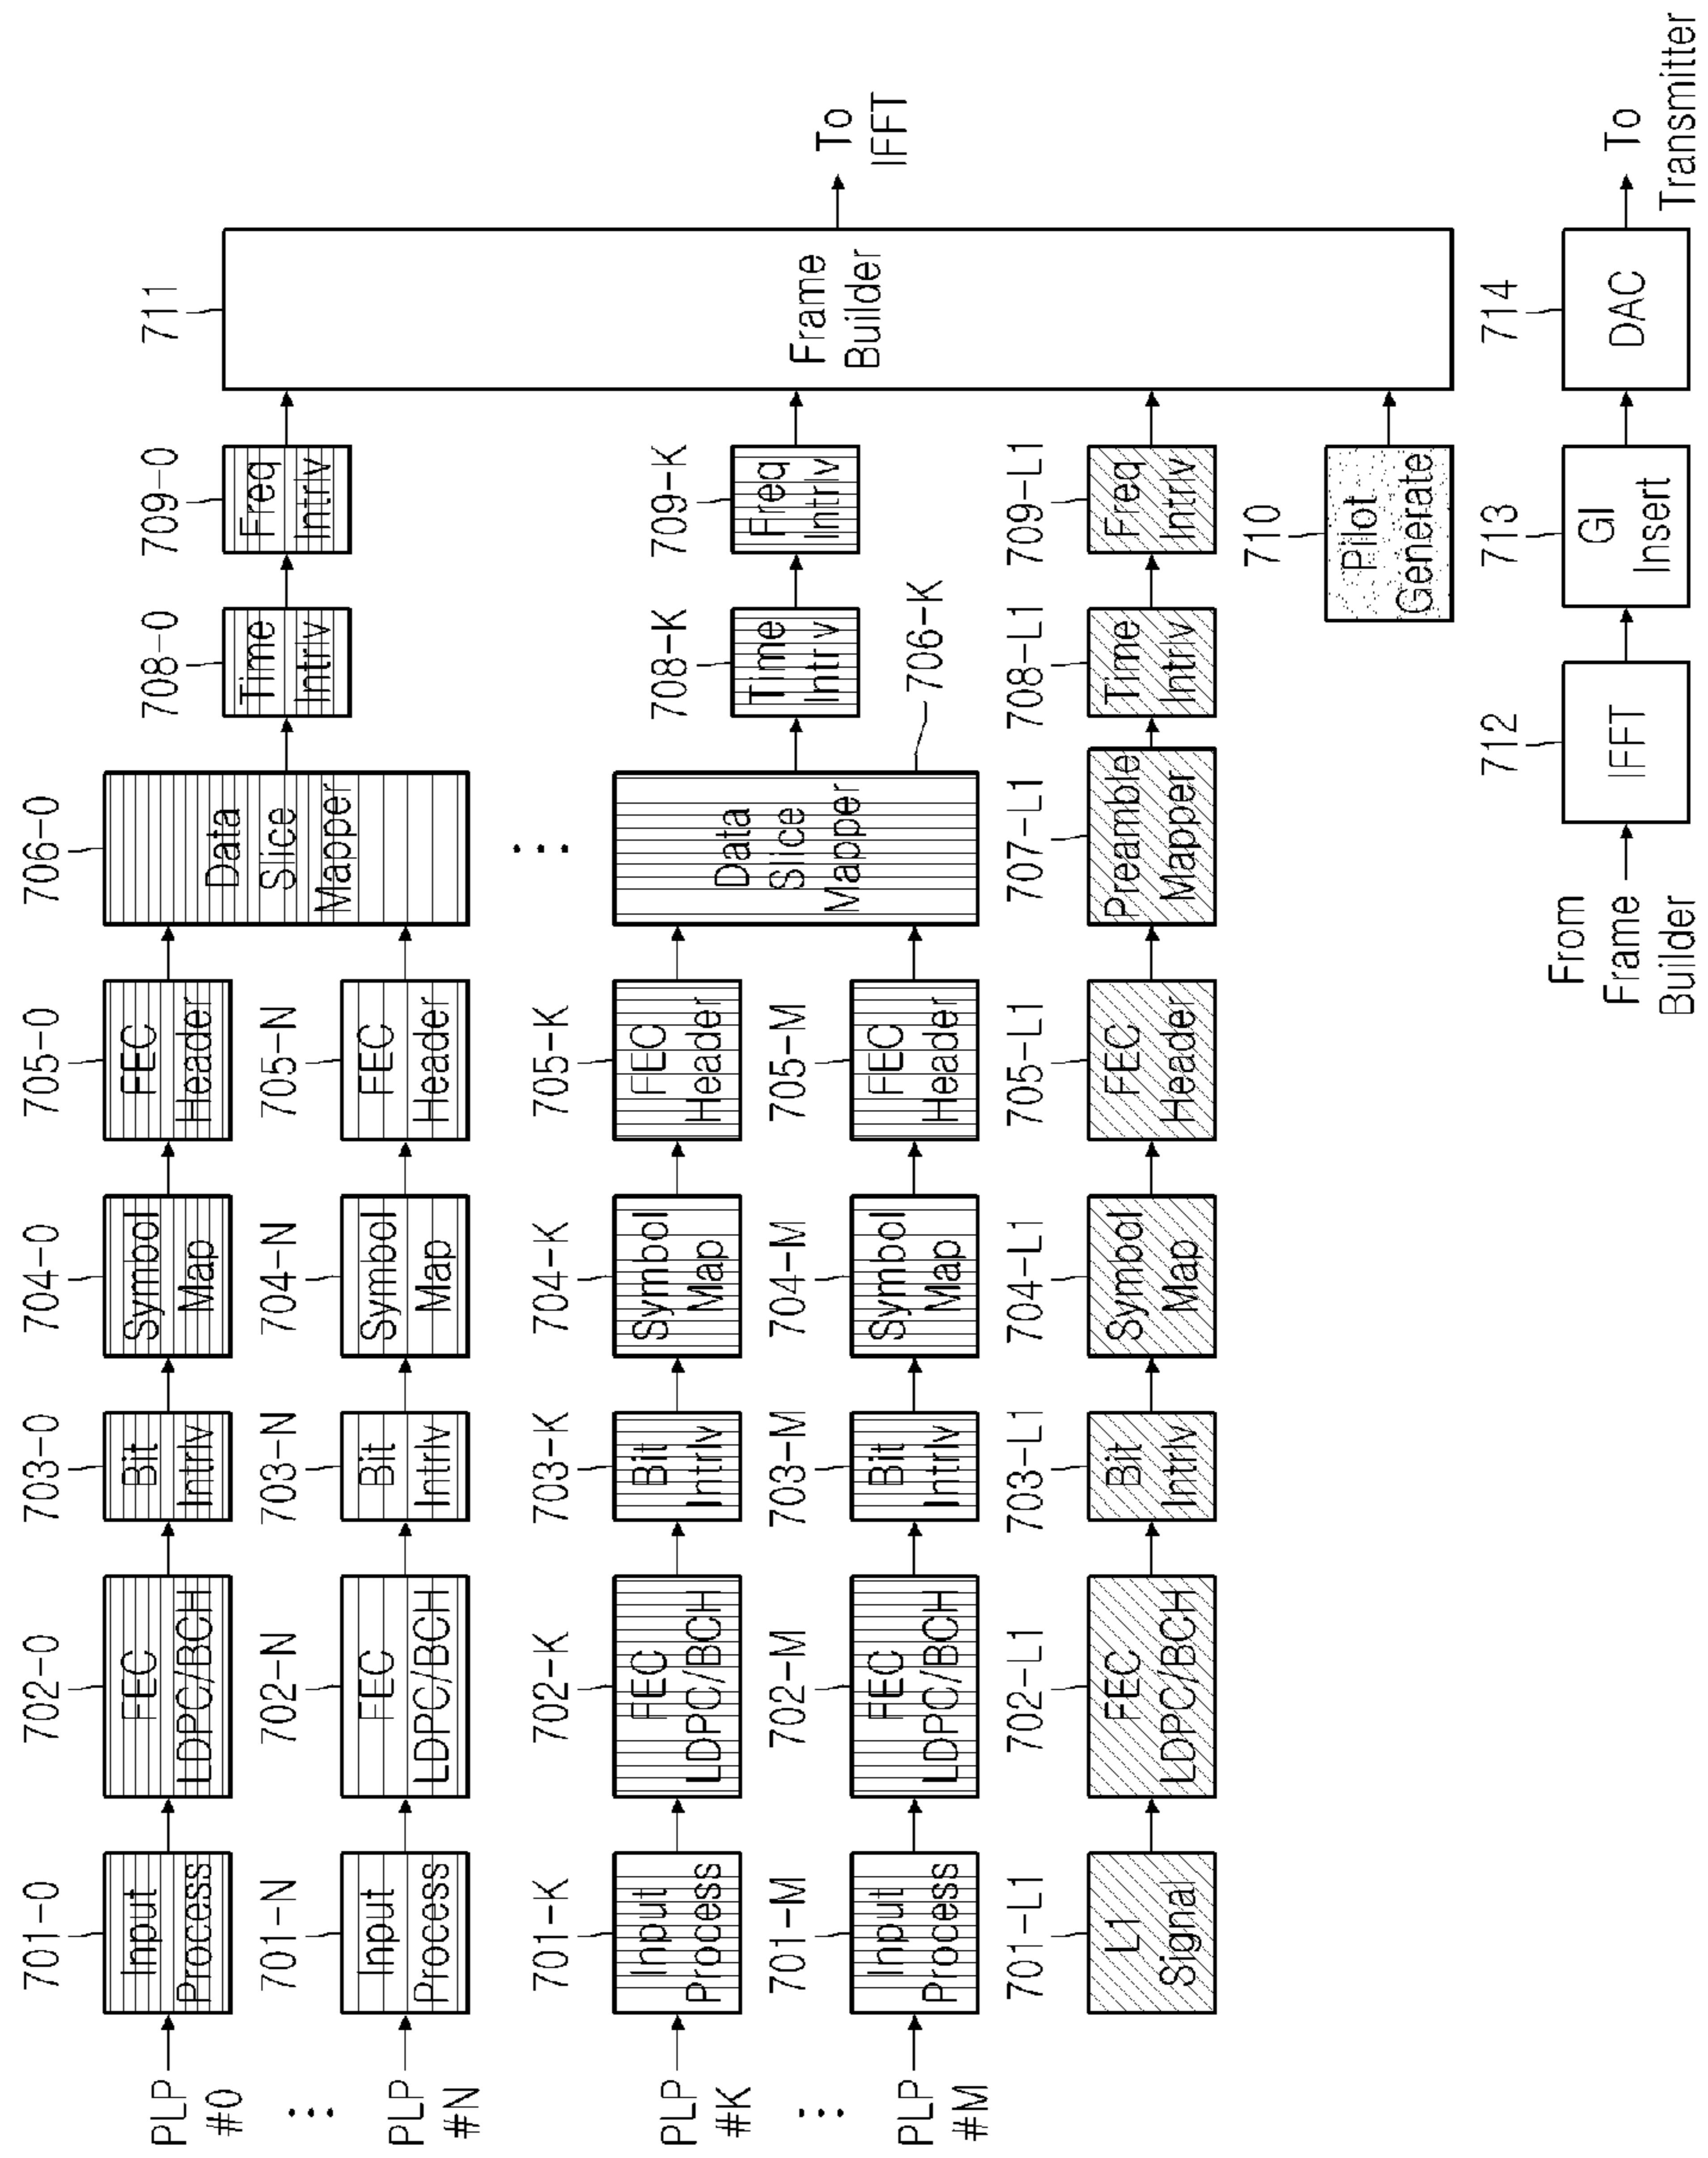 PLP
#0
701-0
Input
Process
702-0
FEC
LDPC/BCH
703-0
Bit
Intrlv
704-0
Symbol
Map
705-0
FEC
Header
706-0
Data
Slice
Mapper
708-0
Time
Intrlv
709-0
Freq
Intrlv
711
Frame
Builder
To
IFFT
PLP
#N
701-N
Input
Process
702-N
FEC
LDPC/BCH
703-N
Bit
Intrlv
704-N
Symbol
Map
705-N
FEC
Header
PLP
#K
701-K
Input
Process
702-K
FEC
LDPC/BCH
703-K
Bit
Intrlv
704-K
Symbol
Map
705-K
FEC
Header
Data
Slice
Mapper
706-K
708-K
Time
Intrlv
709-K
Freq
Intrlv
PLP
#M
701-M
Input
Process
702-M
FEC
LDPC/BCH
703-M
Bit
Intrlv
704-M
Symbol
Map
705-M
FEC
Header
701-L1
L1
Signal
702-L1
FEC
LDPC/BCH
703-L1
Bit
Intrlv
704-L1
Symbol
Map
705-L1
FEC
Header
707-L1
Preamble
Mapper
708-L1
Time
Intrlv
709-L1
Freq
Intrlv
710
Pilot
Generate
From
Frame
Builder
712
IFFT
713
GI
Insert
714
DAC
To
Transmitter